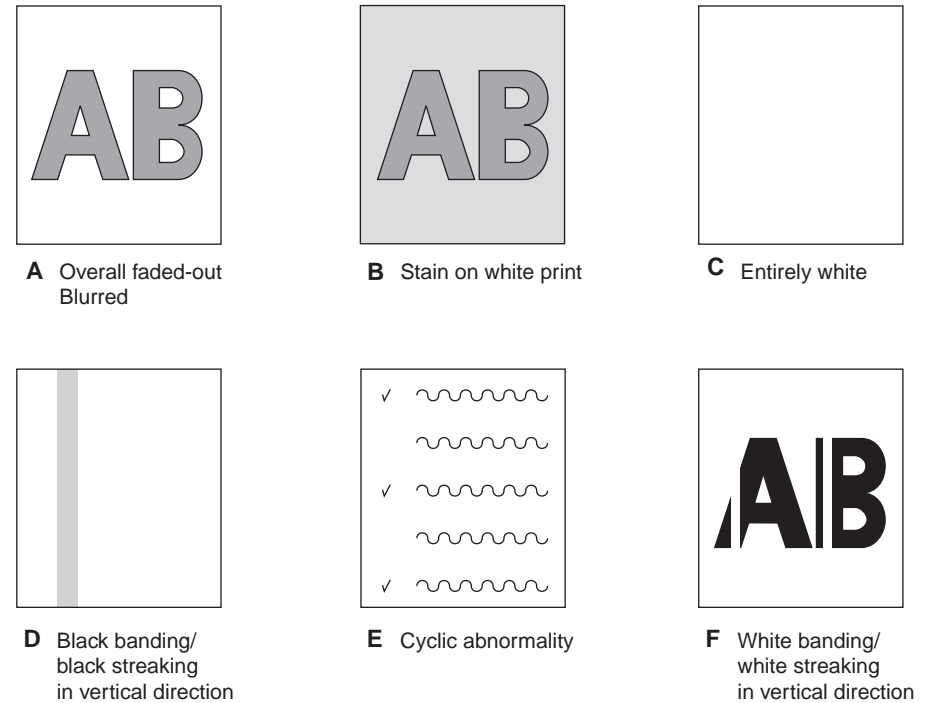 AB
AB
A Overall faded-out
Blurred
B Stain on white print
C Entirely white
AB
D Black banding/
black streaking
in vertical direction
E Cyclic abnormality
F White banding/
white streaking
in vertical direction